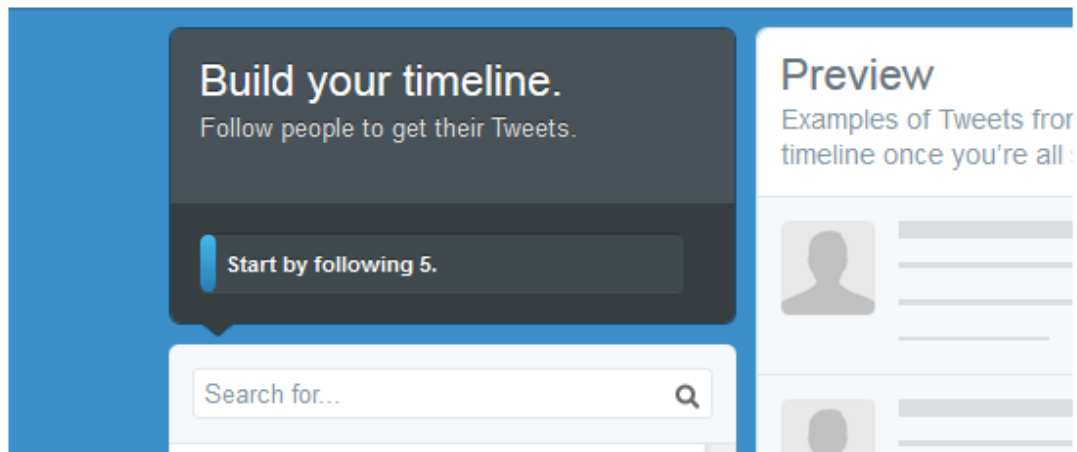 Build your timeline.
Follow people to get their Tweets.
Start by following 5.
Search for...
Preview
Examples of Tweets
timeline once you're all